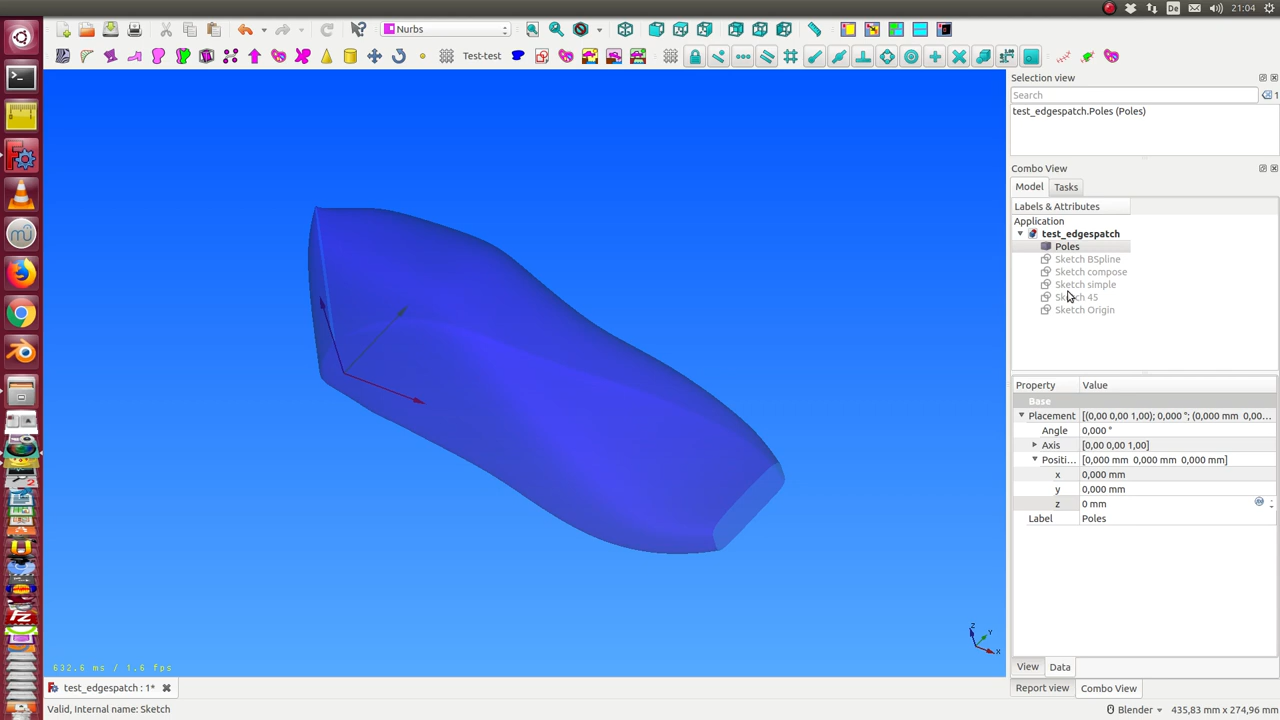 De
21:04
Nurbs
Test-test
Selection view
Search
1
test_edgespatch.Poles (Poles)
Combo View
Model
Tasks
Labels & Attributes
Application
test_edgespatch
Poles
Sketch BSpline
Sketch compose
Sketch simple
Sketch 45
Sketch Origin
Property Value
Base
Placement [(0,00 0,00 1,00); 0,000 °; (0,000 mm 0,00...
Angle 0,000 °
Axis [0,00 0,00 1,00]
Positi... [0,000 mm 0,000 mm 0,000 mm]
x 0,000 mm
y 0,000 mm
z 0 mm
Label Poles
Z
Y
X
632.6 ms / 1.6 fps
View
Data
test_edgespatch : 1*
Report view
Combo View
Valid, Internal name: Sketch
Blender
435,83 mm x 274,96 mm